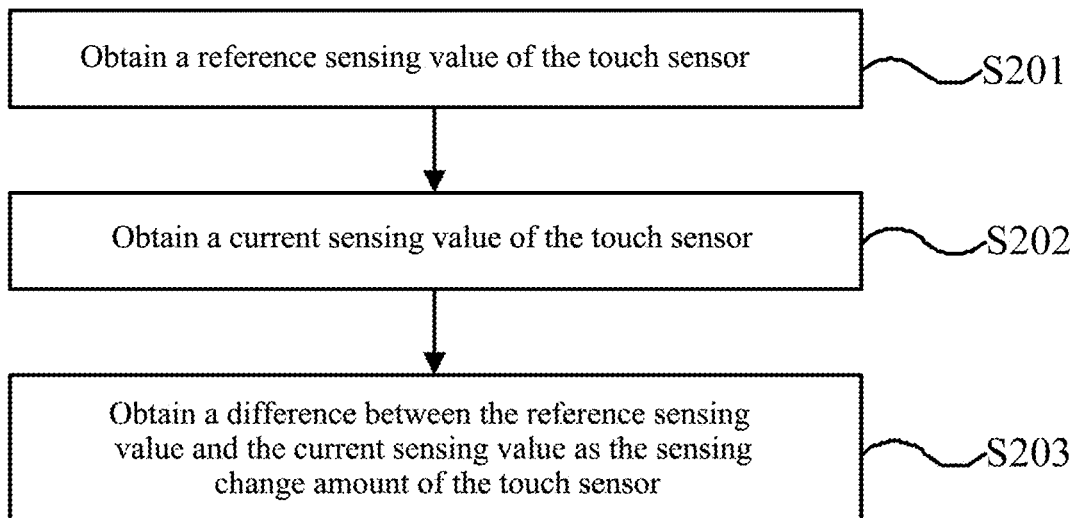 Obtain a reference sensing value of the touch sensor
S201
Obtain a current sensing value of the touch sensor
S202
Obtain a difference between the reference sensing
value and the current sensing value as the sensing
change amount of the touch sensor
S203